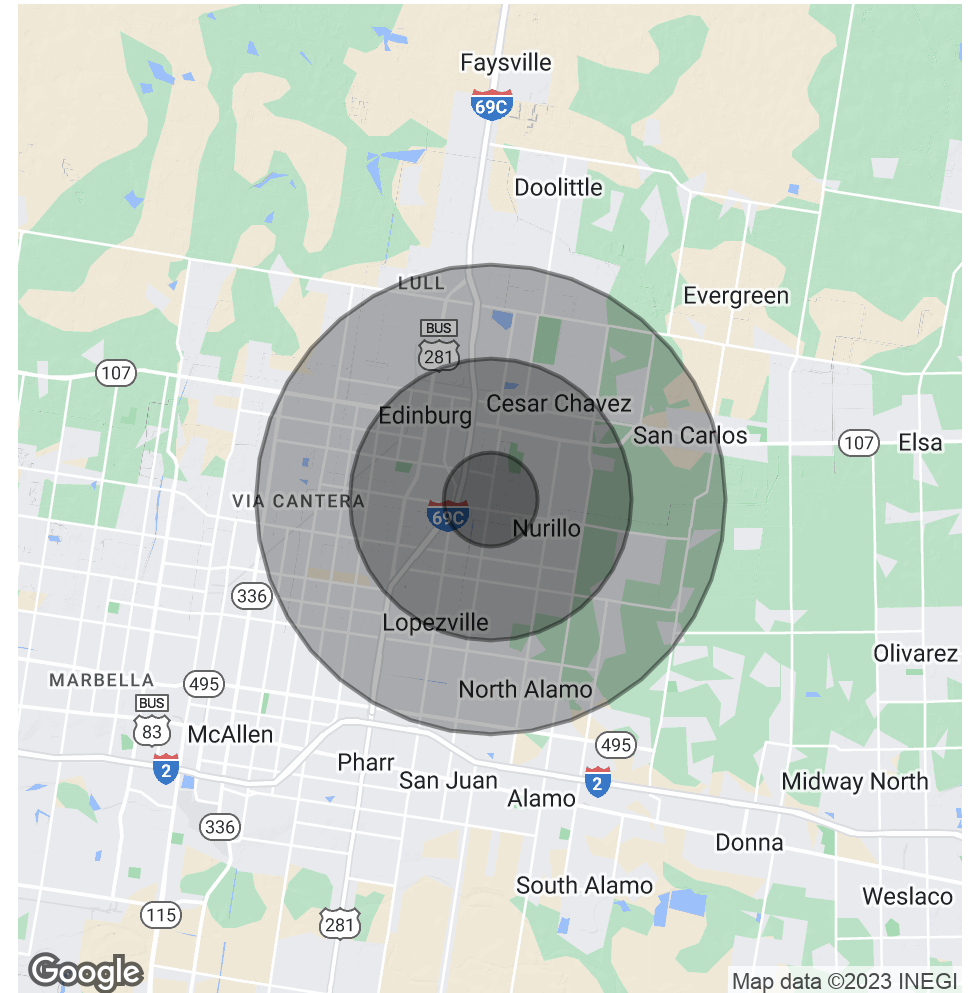 Faysville
69C
Doolittle
LULL
Evergreen
BUS
281
107
Edinburg
Cesar Chavez
San Carlos
107
Elsa
VIA CANTERA
69C
Nurillo
336
Lopezville
Olivarez
MARBELLA
495
North Alamo
BUS
83
McAllen
495
2
Pharr
San Juan
2
Midway North
Alamo
336
Donna
South Alamo
Weslaco
115
281
Google
Map data ©2023 INEGI